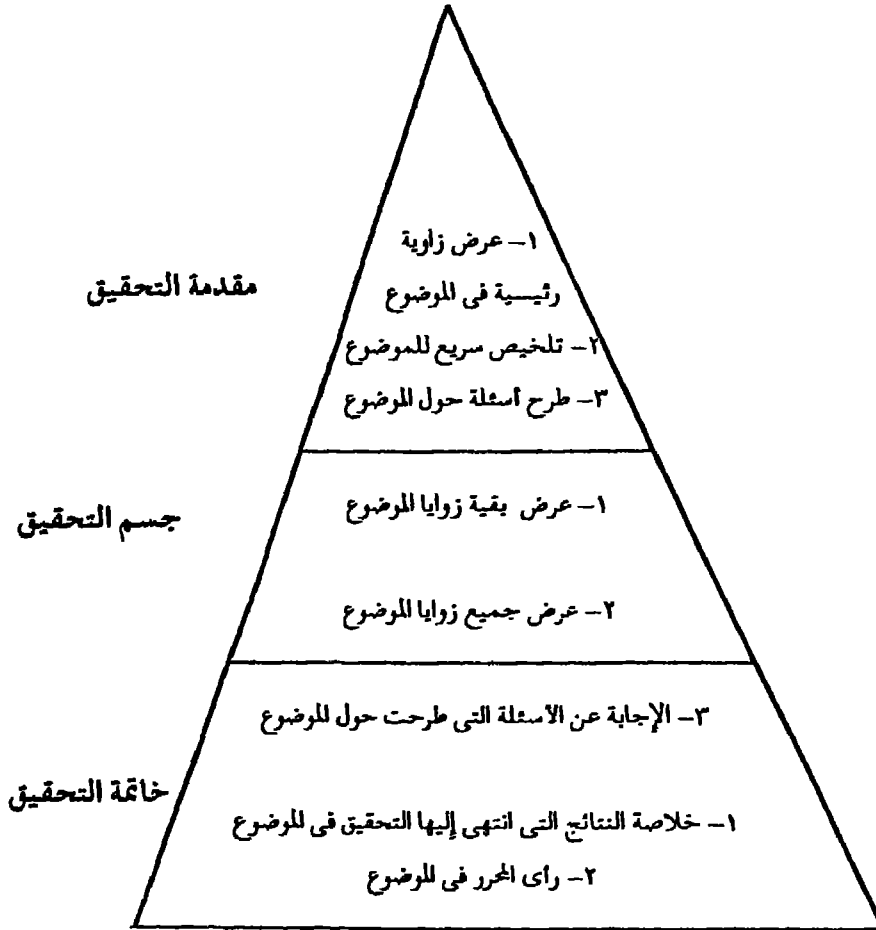 ١– عرض زاوية
رئيسية فى الموضوع
مقدمة التحقيق
٢– تلخيص سريع للموضوع
٣– طرح أسئلة حول الموضوع
١– عرض بقية زوايا الموضوع
جسم التحقيق
٢– عرض جميع زوايا الموضوع
٣– الإجابة عن الأسئلة التى طرحت حول الموضوع
خاتمة التحقيق
١– خلاصة النتائج التى انتهى إليها التحقيق فى الموضوع
٢– رأى المحرر فى الموضوع